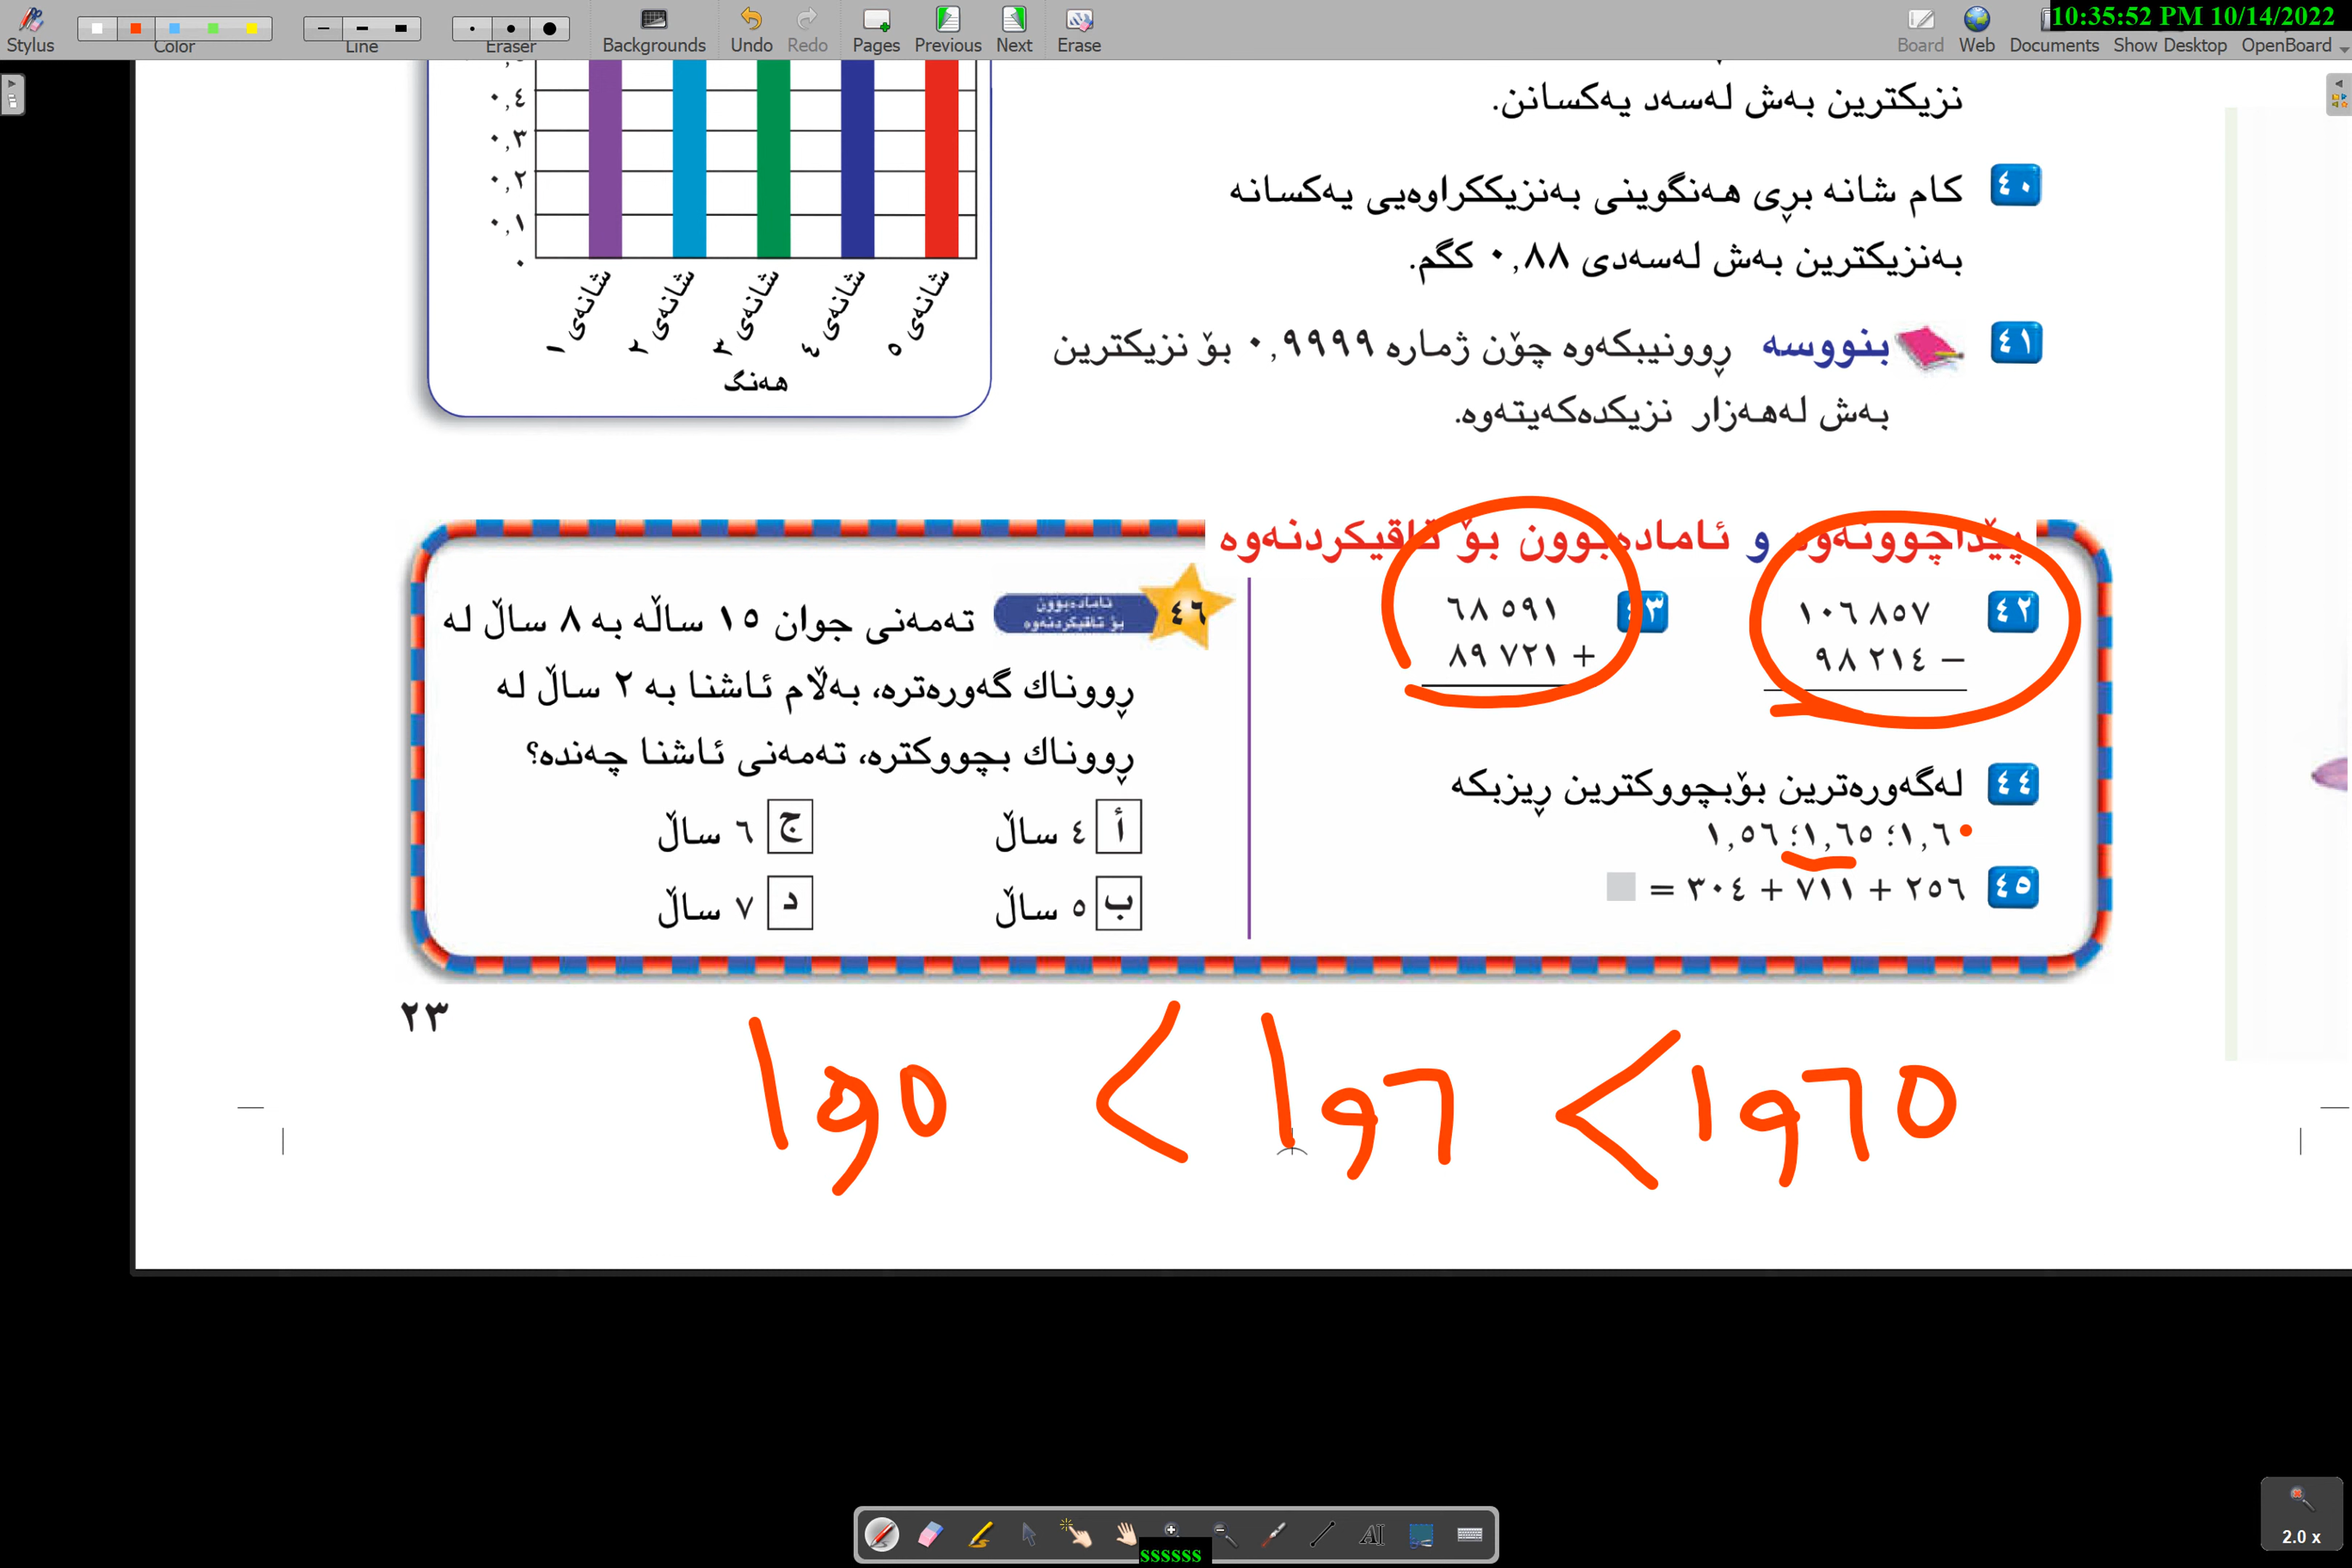 10:35:52 PM 10/14/2022
Stylus
Color
Line
Eraser
Backgrounds
Undo
Redo
Pages
Previous
Next
Erase
Board
Web
Documents
Show Desktop
OpenBoard
نزیکترین بەش لەسەد یەکسانن.
٤٠ کام شانە بڕی هەنگوینی بەنزیککراوەیی یەکسانە
بەنزیکترین بەش لەسەدی ٠,٨٨ کگم.
٤١ بنووسە ڕوونیبکەوە چۆن ژمارە ٠,٩٩٩٩ بۆ نزیکترین
بەش لەهەزار نزیکدەکەیتەوە.
٠,٤
٠,٣
٠,٢
٠,١
٠
شانەی ١
شانەی ٢
شانەی ٣
شانەی ٤
شانەی ٥
هەنگ
پێداچوونەوە و ئامادەبوون بۆ تاقیکردنەوە
٤٢
١٠٦ ٨٥٧
٩٨ ٢١٤ −
٤٣
٦٨ ٥٩١
٨٩ ٧٢١ +
٤٤ لەگەورەترین بۆبچووکترین ڕیزبکە
١,٦؛ ١,٦٥؛ ١,٥٦
٤٥ ٢٥٦ + ٧١١ + ٣٠٤ =
٤٦ ئامادەبوون
بۆ تاقیکردنەوە
تەمەنی جوان ١٥ ساڵە بە ٨ ساڵ لە
ڕووناك گەورەترە، بەڵام ئاشنا بە ٢ ساڵ لە
ڕووناك بچووکترە، تەمەنی ئاشنا چەندە؟
أ ٤ ساڵ
ج ٦ ساڵ
ب ٥ ساڵ
د ٧ ساڵ
٢٣
١و٥ < ١و٦ < ١و٦٥
ssssss
2.0 x